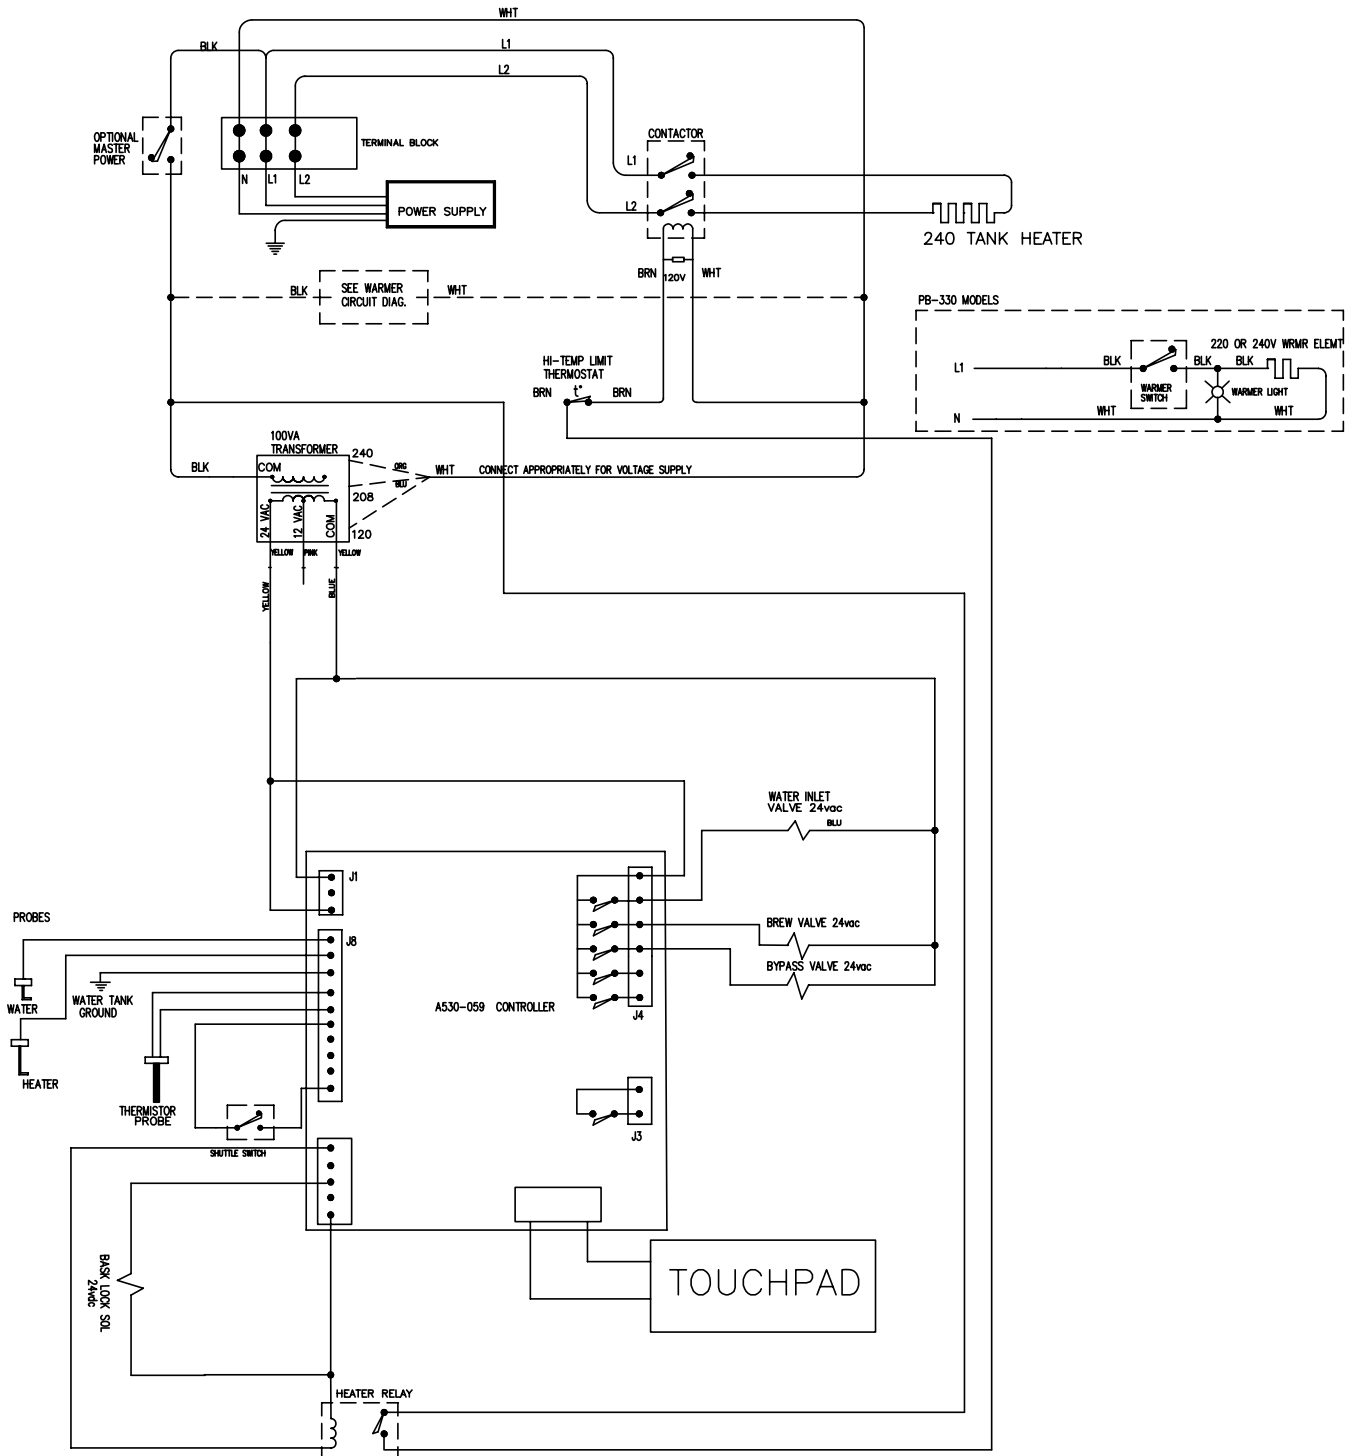 WHT
BLK
L1
L2
OPTIONAL
MASTER
POWER
TERMINAL BLOCK
N
L1
L2
POWER SUPPLY
CONTACTOR
L1
L2
240 TANK HEATER
BRN
120V
WHT
BLK
SEE WARMER
CIRCUIT DIAG.
WHT
PB-330 MODELS
220 OR 240V WRMR ELEMT
L1
BLK
BLK
BLK
WARMER
SWITCH
WARMER LIGHT
N
WHT
WHT
HI-TEMP LIMIT
THERMOSTAT
BRN
t°
BRN
100VA
TRANSFORMER
240
BLK
COM
ORG
BLU
WHT
CONNECT APPROPRIATELY FOR VOLTAGE SUPPLY
208
24 VAC
12 VAC
COM
120
YELLOW
PINK
YELLOW
YELLOW
BLUE
WATER INLET
VALVE 24vac
BLU
J1
PROBES
J8
BREW VALVE 24vac
BYPASS VALVE 24vac
WATER
WATER TANK
GROUND
A530-059 CONTROLLER
J4
HEATER
THERMISTOR
PROBE
SHUTTLE SWITCH
J3
BASK LOCK SOL
24vdc
TOUCHPAD
HEATER RELAY